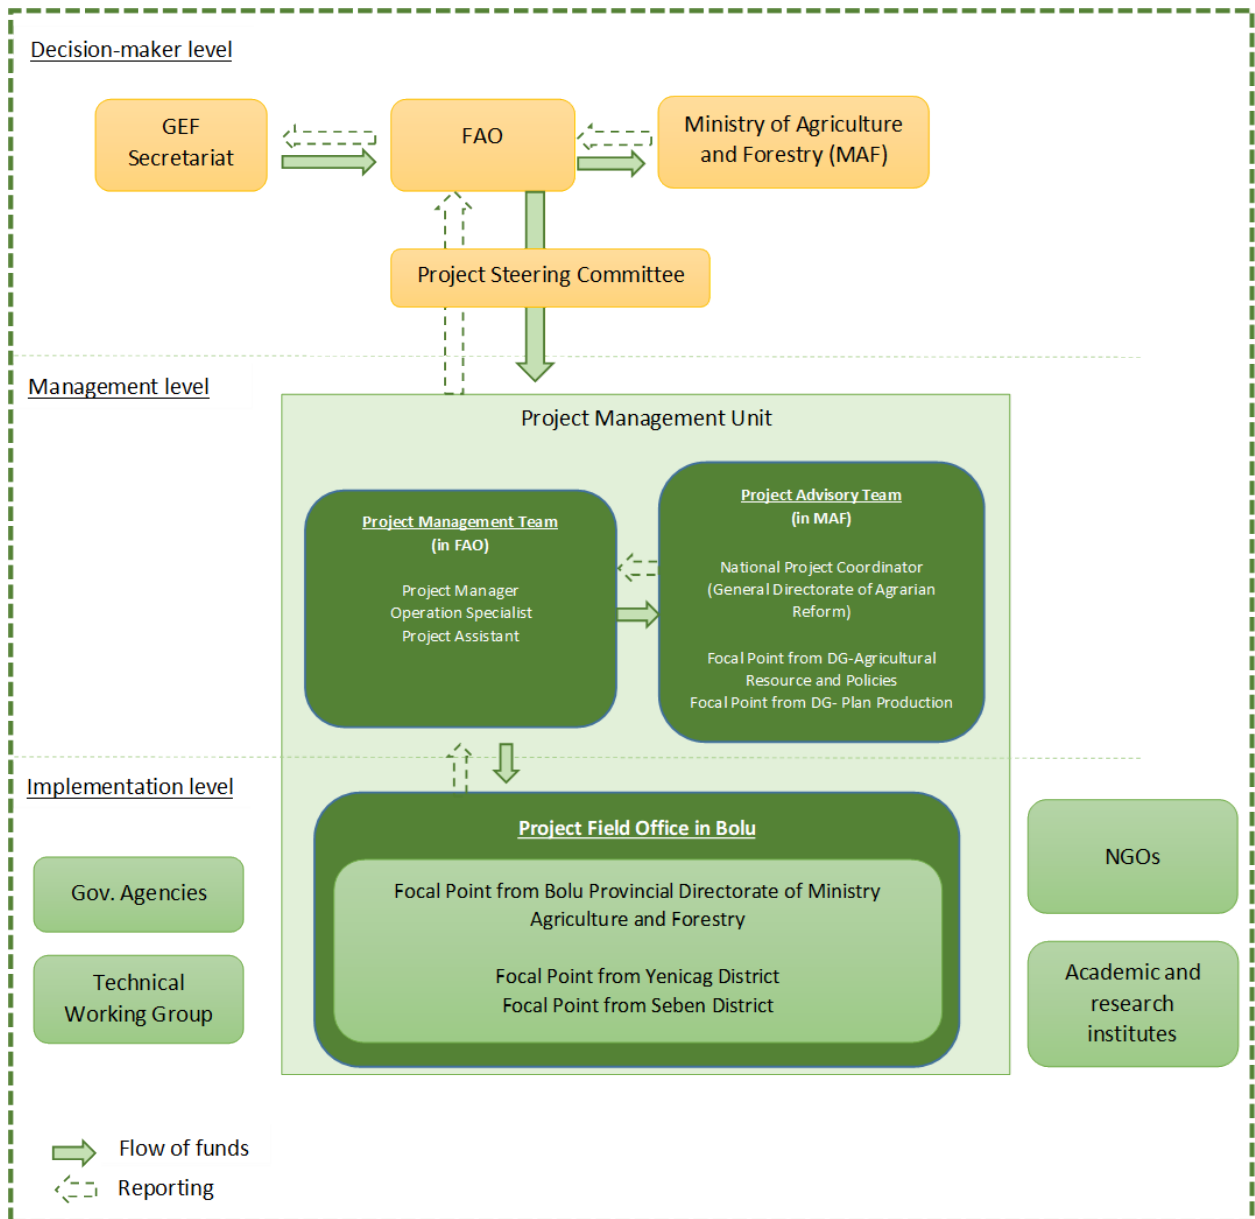 Decision-maker level
GEF
Secretariat
FAO
Ministry of Agriculture
and Forestry (MAF)
Project Steering Committee
Management level
Project Management Unit
Project Management Team
(in FAO)
Project Manager
Operation Specialist
Project Assistant
Project Advisory Team
(in MAF)
National Project Coordinator
(General Directorate of Agrarian
Reform)
Focal Point from DG-Agricultural
Resource and Policies
Focal Point from DG- Plan Production
Implementation level
Gov. Agencies
Technical
Working Group
Project Field Office in Bolu
Focal Point from Bolu Provincial Directorate of Ministry
Agriculture and Forestry
Focal Point from Yenicag District
Focal Point from Seben District
NGOs
Academic and
research
institutes
Flow of funds
Reporting